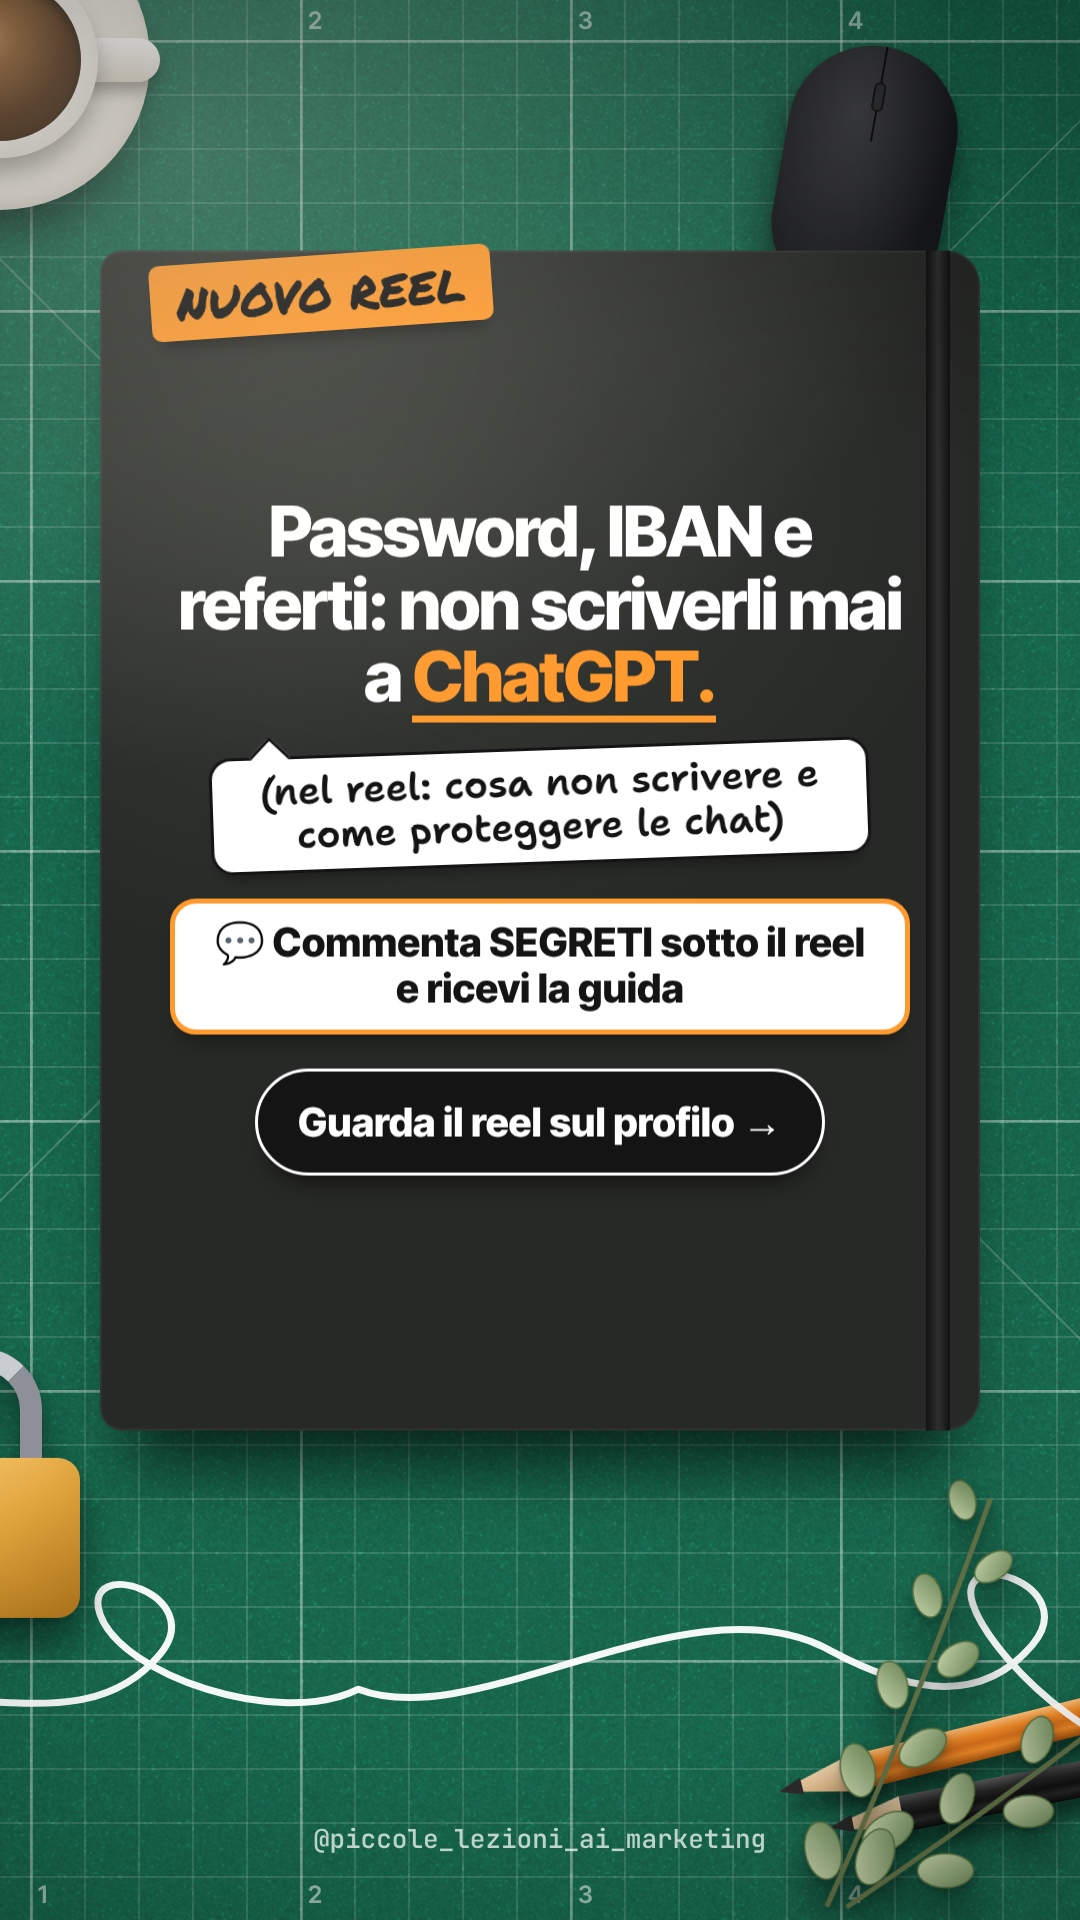 2 3 4
NUOVO REEL
Password, IBAN e
referti: non scriverli mai
a ChatGPT.
(nel reel: cosa non scrivere e
come proteggere le chat)
💬 Commenta SEGRETI sotto il reel
e ricevi la guida
Guarda il reel sul profilo →
@piccole_lezioni_ai_marketing
1 2 3 4